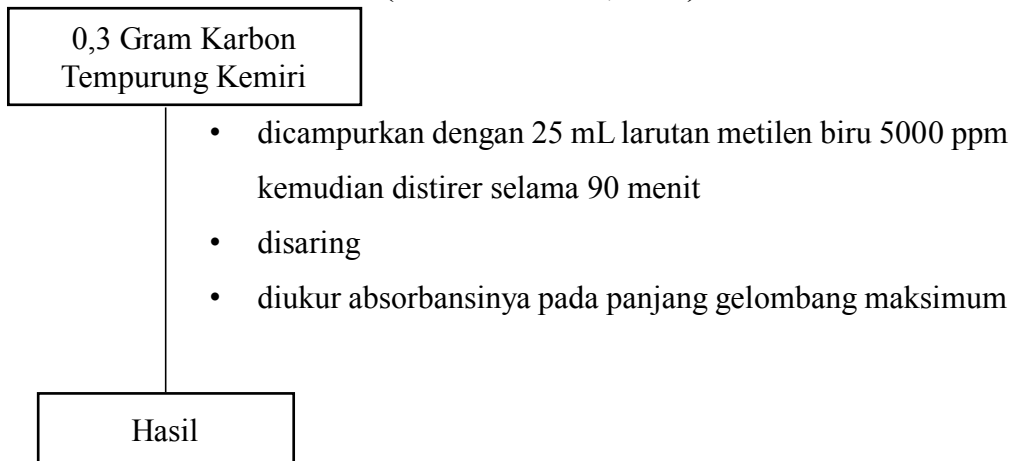 0,3 Gram Karbon
Tempurung Kemiri
• dicampurkan dengan 25 mL larutan metilen biru 5000 ppm
kemudian distirer selama 90 menit
• disaring
• diukur absorbansinya pada panjang gelombang maksimum
Hasil